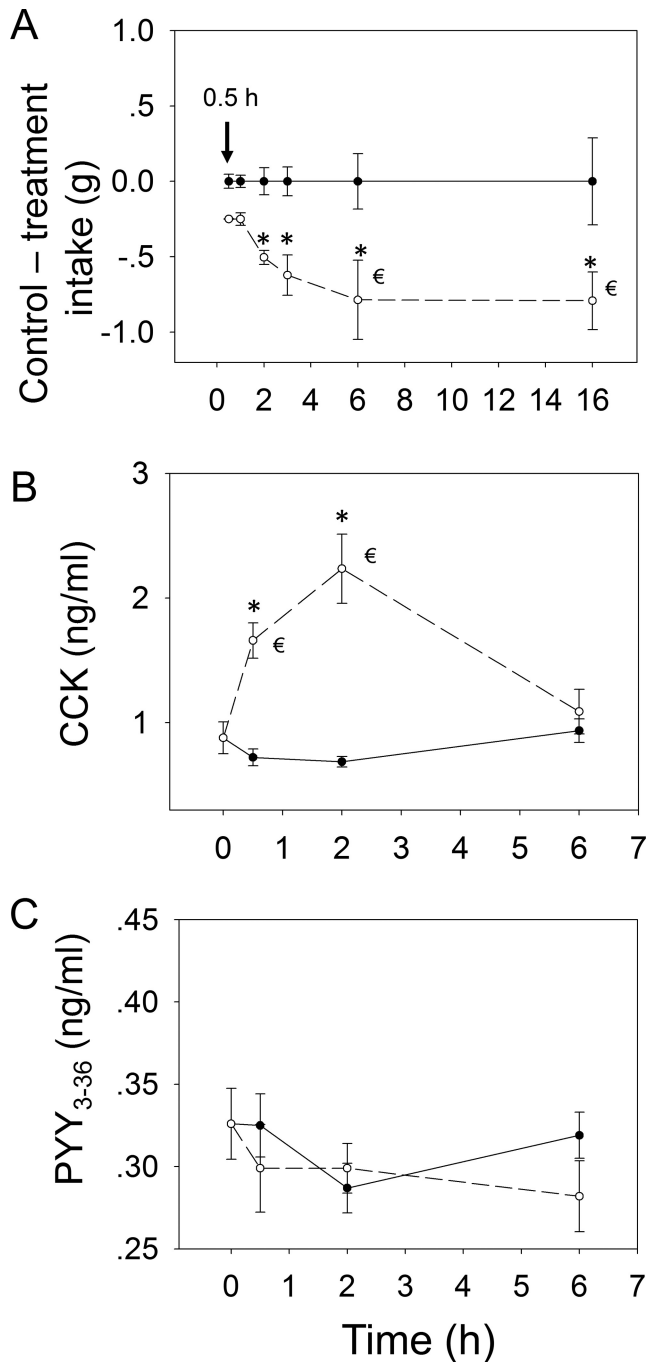 A
Control – treatment
intake (g)
1.0
.5
0.0
-.5
-1.0
0.5 h
* * * *
€ €
0 2 4 6 8 10 12 14 16
B
CCK (ng/ml)
3
2
1
* *
€ €
0 1 2 3 4 5 6 7
C
PYY3-36 (ng/ml)
.45
.40
.35
.30
.25
0 1 2 3 4 5 6 7
Time (h)